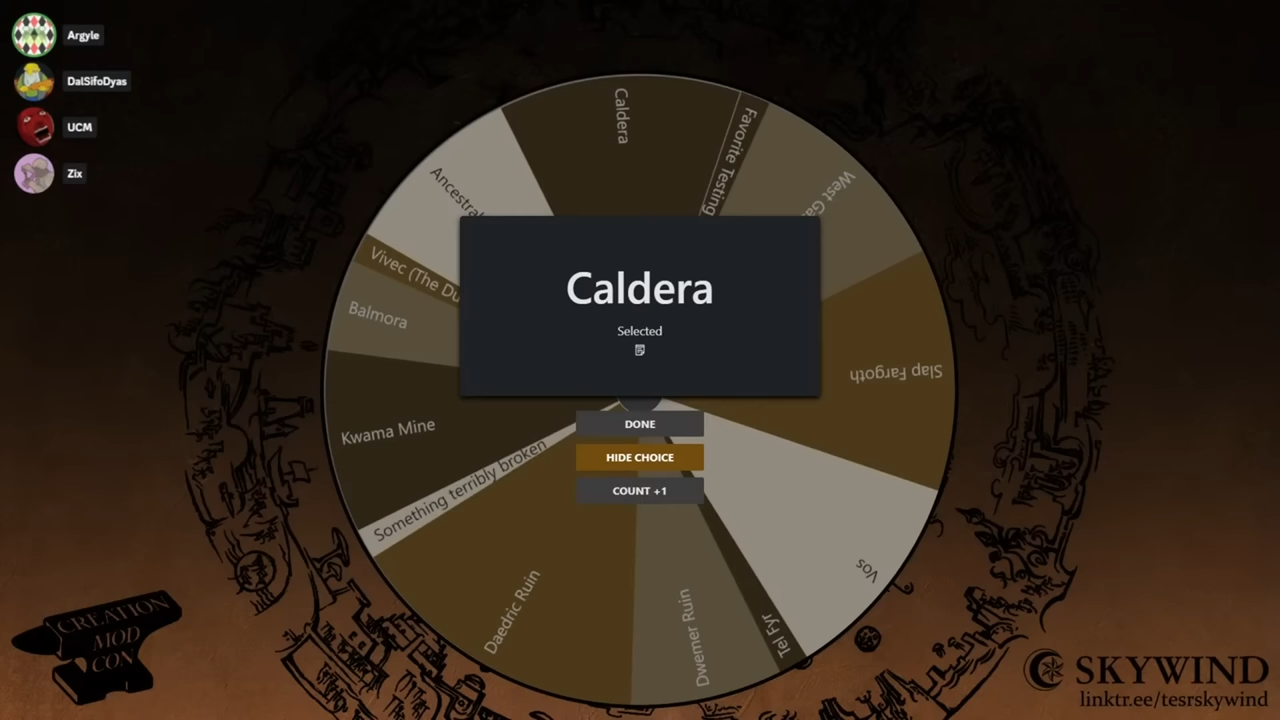 Argyle
DalSifoDyas
UCM
Zix
Caldera
Favorite Testing
West
Ancestral
Vivec (The
Balmora
Slap Fargoth
Kwama Mine
Something terribly broken
Vos
Daedric Ruin
Dwemer Ruin
Tel Fyr
Caldera
Selected
DONE
HIDE CHOICE
COUNT +1
CREATION
MOD
CON
SKYWIND
linktr.ee/tesrskywind